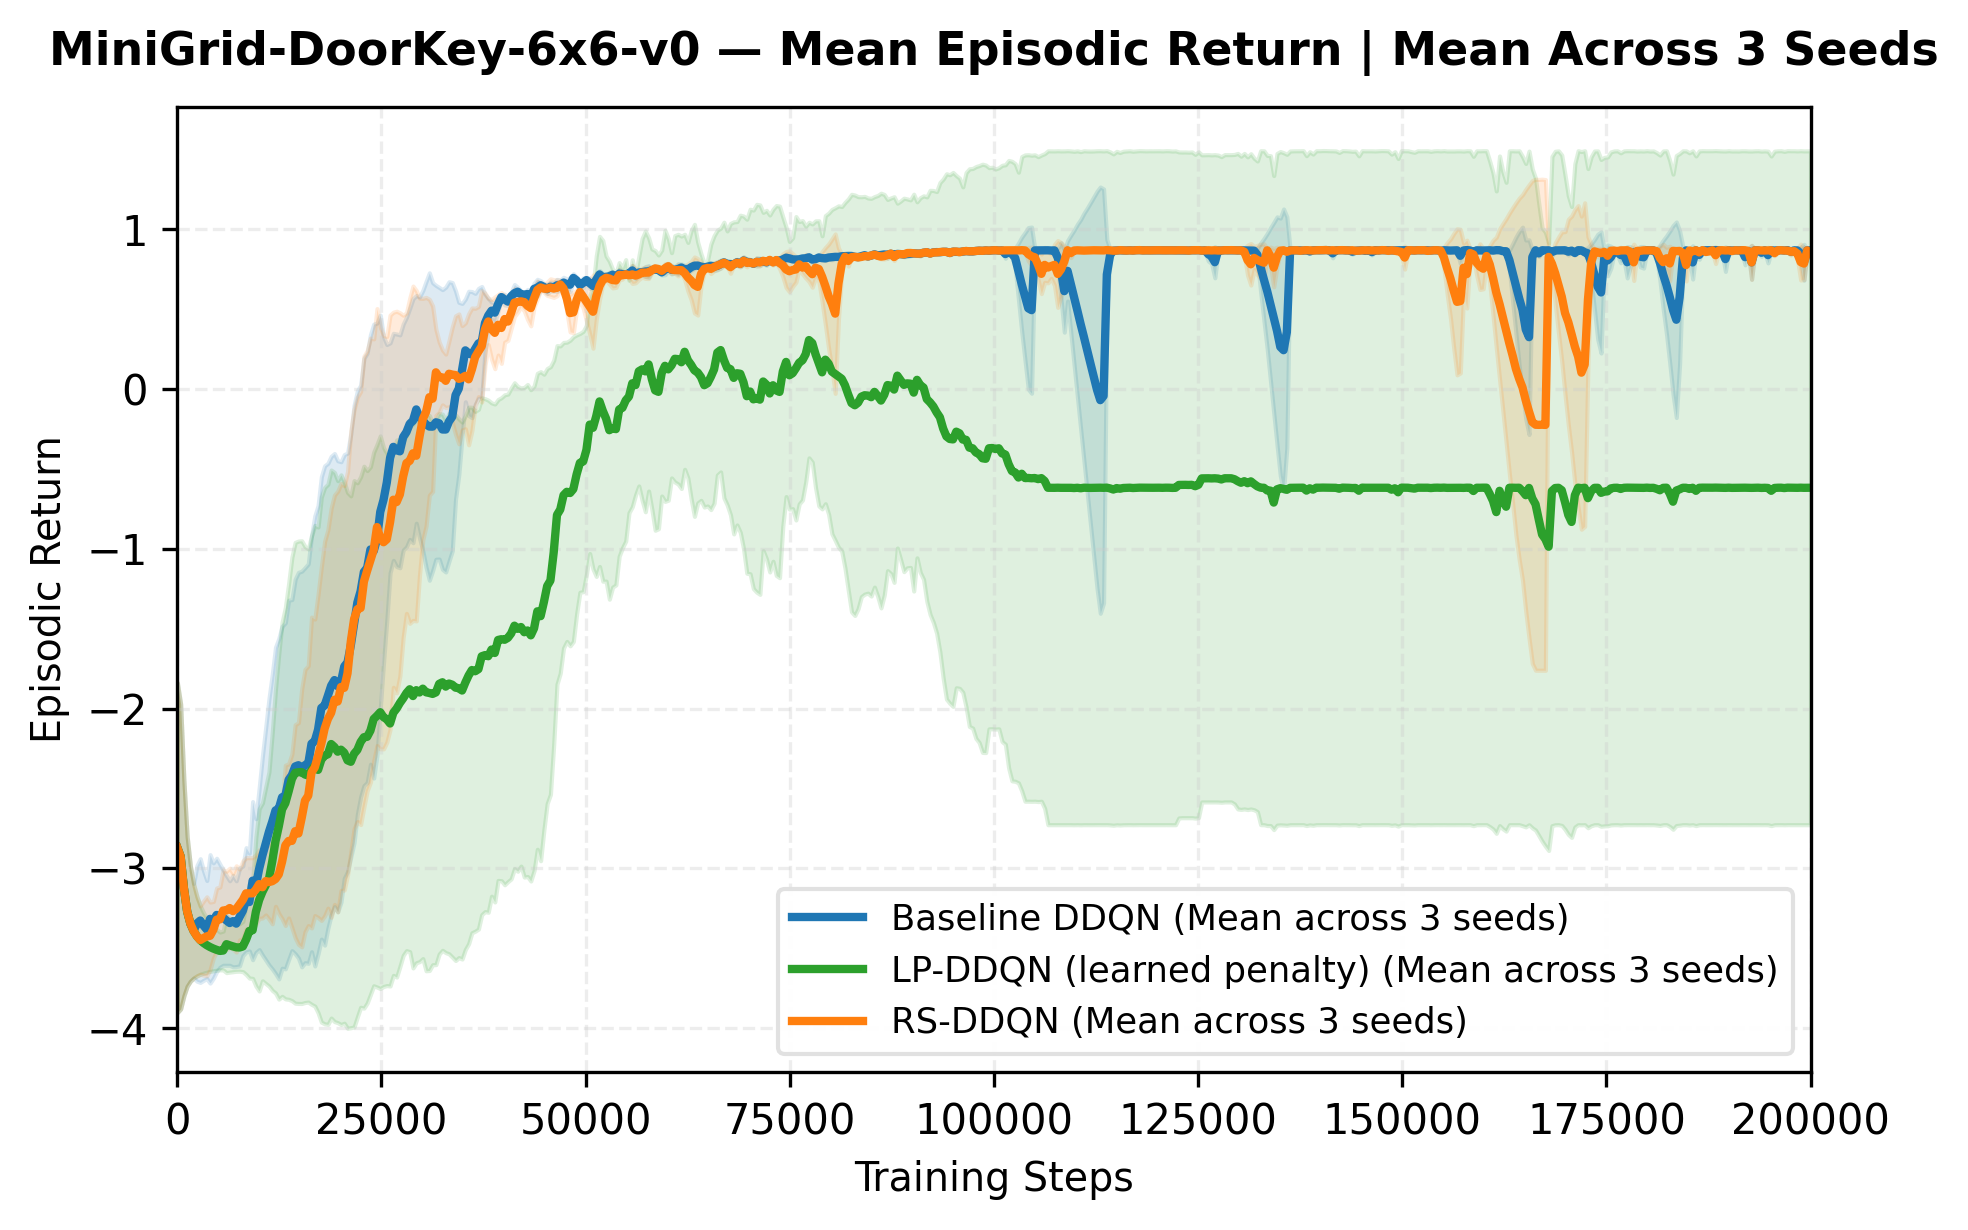 MiniGrid-DoorKey-6x6-v0 — Mean Episodic Return | Mean Across 3 Seeds
Episodic Return
1
0
−1
−2
−3
−4
Baseline DDQN (Mean across 3 seeds)
LP-DDQN (learned penalty) (Mean across 3 seeds)
RS-DDQN (Mean across 3 seeds)
0 25000 50000 75000 100000 125000 150000 175000 200000
Training Steps